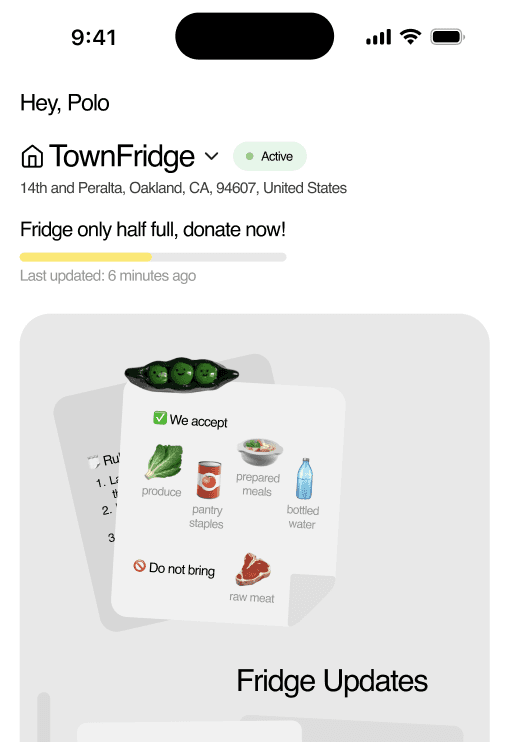 9:41
Hey, Polo
TownFridge
Active
14th and Peralta, Oakland, CA, 94607, United States
Fridge only half full, donate now!
Last updated: 6 minutes ago
✅ We accept
produce
pantry
staples
prepared
meals
bottled
water
🚫 Do not bring
raw meat
1.
2.
3
Fridge Updates